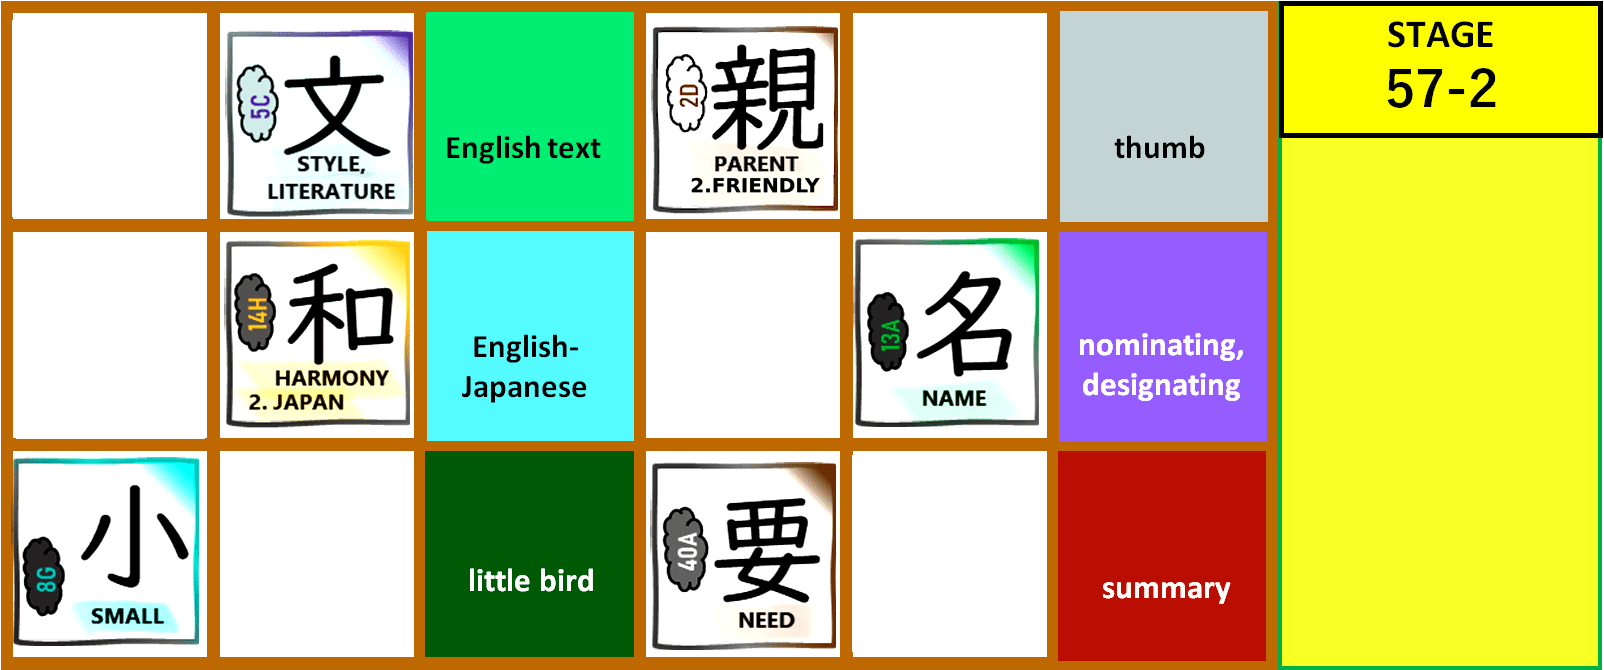 5C
文
STYLE,
LITERATURE
English text
2D
親
PARENT
2.FRIENDLY
thumb
STAGE
57-2
14H
和
HARMONY
2. JAPAN
English-
Japanese
13A
名
NAME
nominating,
designating
8G
小
SMALL
little bird
40A
要
NEED
summary